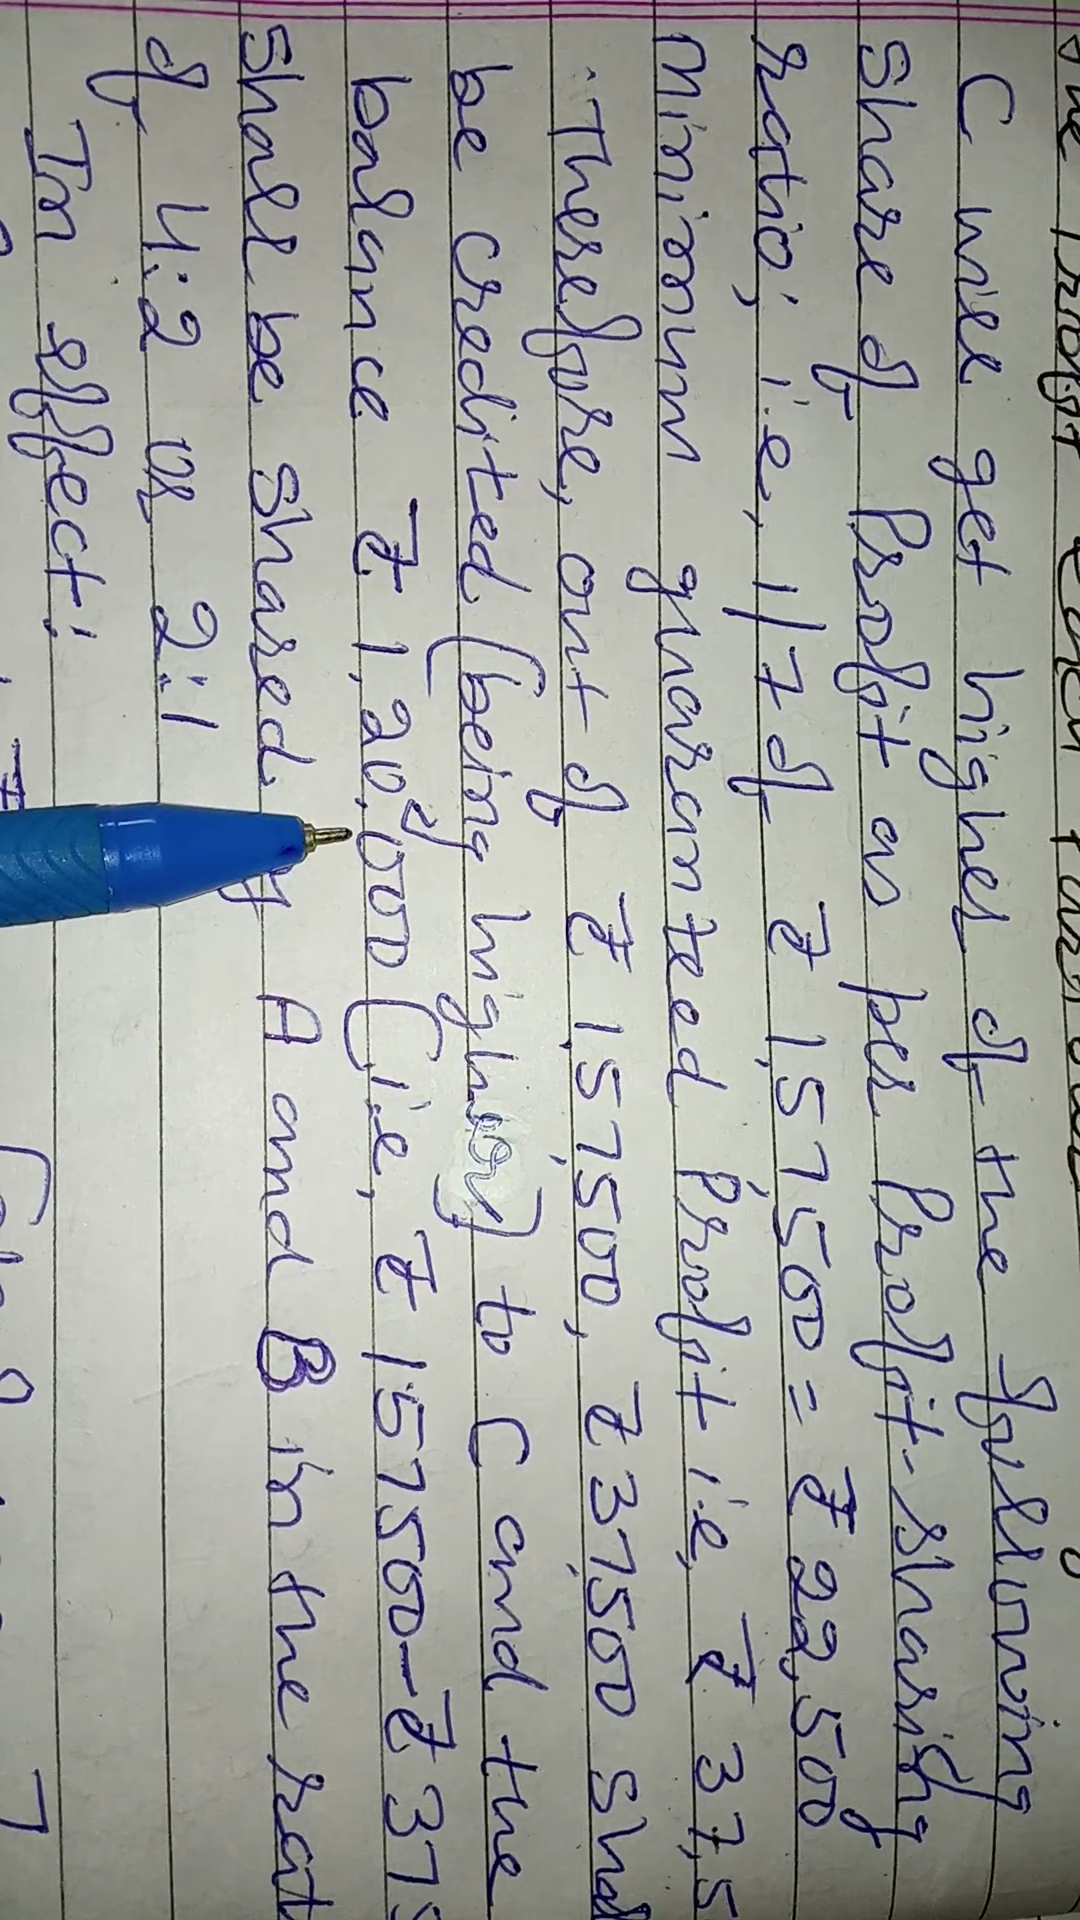 C will get higher of the following
Share of Profit as per Profit-sharing
ratio; i.e, 1/7 of ₹ 1,57,500 = ₹ 22,500
Minimum guaranteed Profit i.e, ₹ 37,5
Therefore, out of ₹ 1,57,500, ₹ 37,500 shal
be credited (being higher) to C and the
balance ₹ 1,20,000 (i.e, ₹ 1,57,500-₹ 37,5
Shall be shared A and B in the rat
of 4:2 or 2:1
In effect: